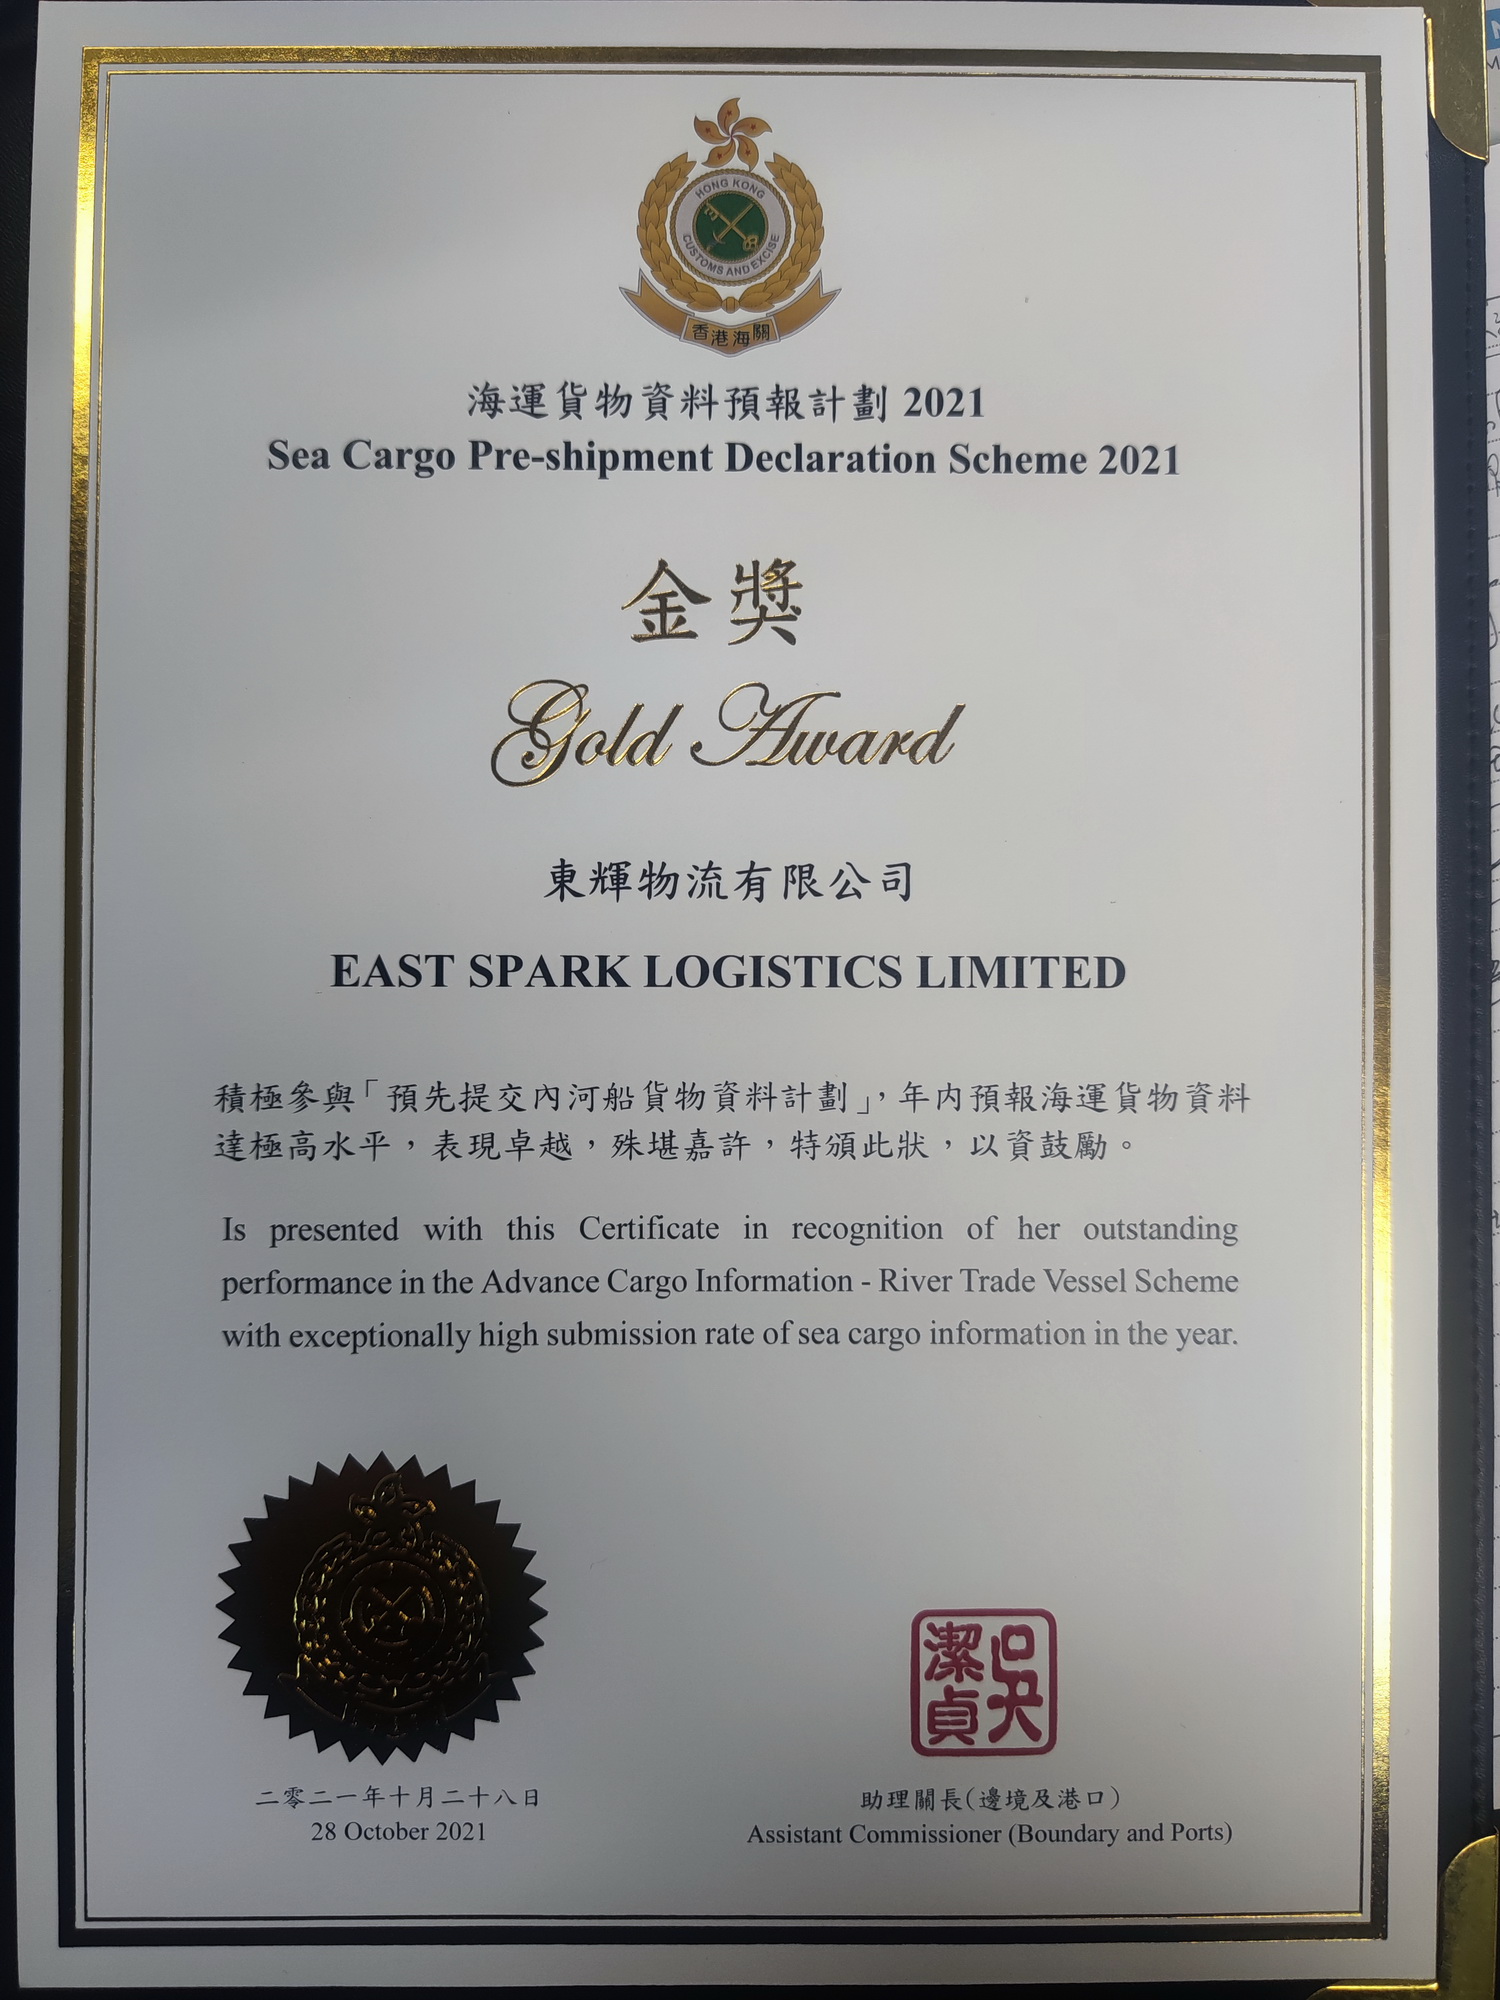 HONG KONG
CUSTOMS AND EXCISE
香港海關
海運貨物資料預報計劃 2021
Sea Cargo Pre-shipment Declaration Scheme 2021
金獎
Gold Award
東輝物流有限公司
EAST SPARK LOGISTICS LIMITED
積極參與「預先提交內河船貨物資料計劃」，年內預報海運貨物資料
達極高水平，表現卓越，殊堪嘉許，特頒此狀，以資鼓勵。
Is presented with this Certificate in recognition of her outstanding
performance in the Advance Cargo Information - River Trade Vessel Scheme
with exceptionally high submission rate of sea cargo information in the year.
吳潔貞
二零二一年十月二十八日
28 October 2021
助理關長(邊境及港口)
Assistant Commissioner (Boundary and Ports)